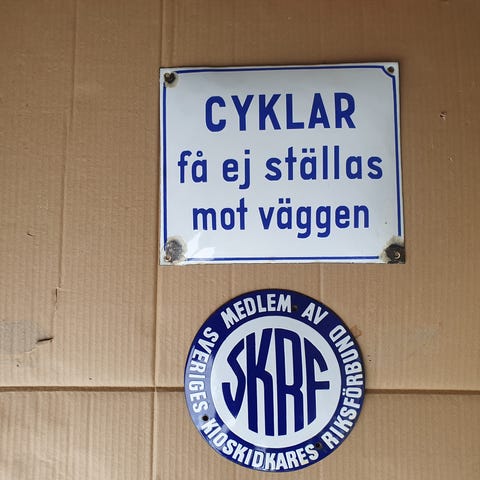 CYKLAR
få ej ställas
mot väggen
MEDLEM AV
SVERIGES KIOSKIDKARES RIKSFÖRBUND
SKRF